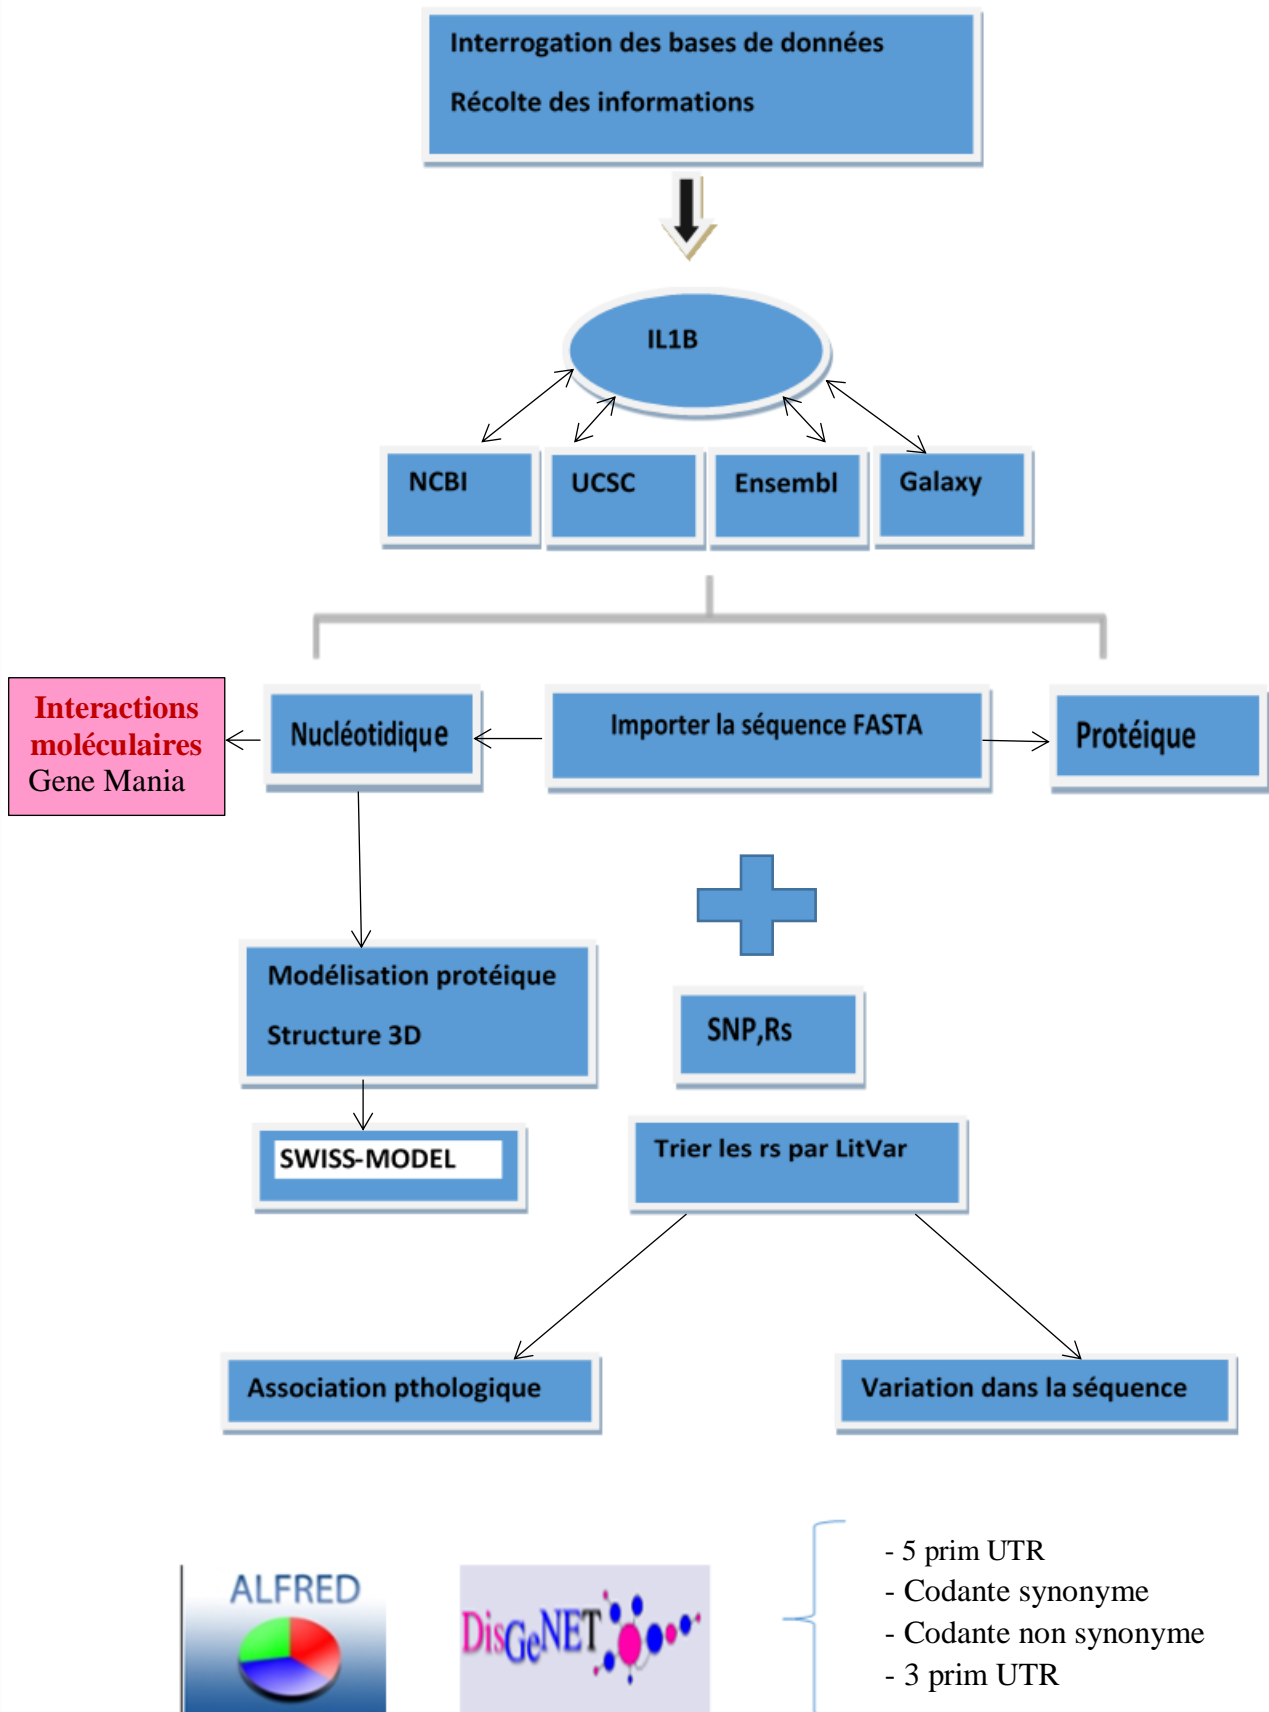 Interrogation des bases de données
Récolte des informations
IL1B
NCBI
UCSC
Ensembl
Galaxy
Interactions
moléculaires
Gene Mania
Nucléotidique
Importer la séquence FASTA
Protéique
Modélisation protéique
Structure 3D
SNP,Rs
SWISS-MODEL
Trier les rs par LitVar
Association pthologique
Variation dans la séquence
ALFRED
DisGeNET
- 5 prim UTR
- Codante synonyme
- Codante non synonyme
- 3 prim UTR